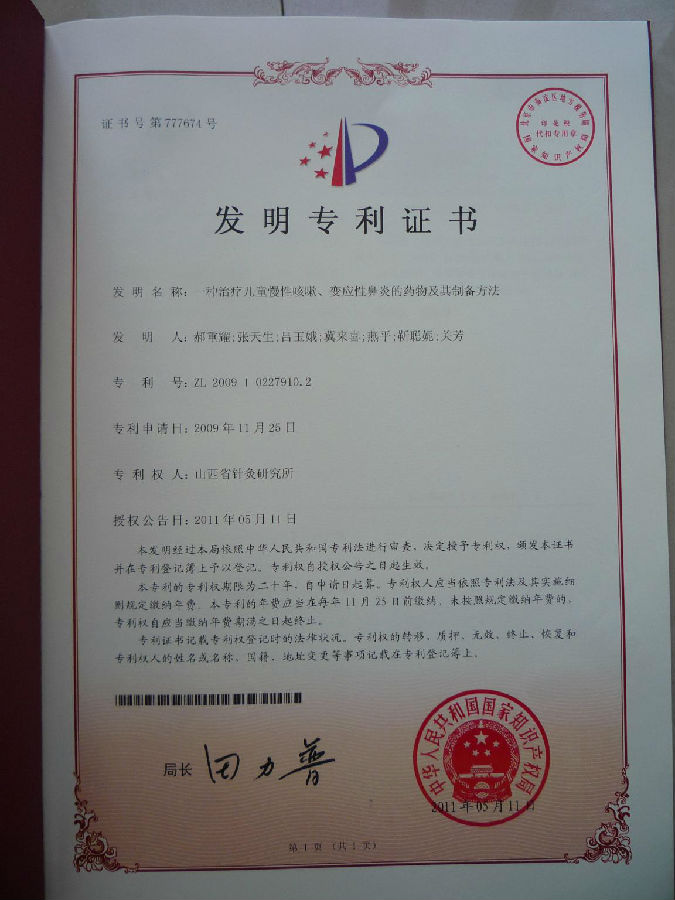 证书号第777674号
印花税
代扣专用章
国家知识产权局
发明专利证书
发明名称：一种治疗儿童慢性咳嗽、变应性鼻炎的药物及其制备方法
发明人：郝重耀;张天生;吕玉娥;冀来喜;燕平;靳聪妮;关芳
专利号：ZL 2009 1 0227910.2
专利申请日：2009年11月25日
专利权人：山西省针灸研究所
授权公告日：2011年05月11日
本发明经过本局依照中华人民共和国专利法进行审查，决定授予专利权，颁发本证书
并在专利登记簿上予以登记。专利权自授权公告之日起生效。
本专利的专利权期限为二十年，自申请日起算。专利权人应当依照专利法及其实施细
则规定缴纳年费。本专利的年费应当在每年11月25日前缴纳。未按照规定缴纳年费的，
专利权自应当缴纳年费期满之日起终止。
专利证书记载专利权登记时的法律状况。专利权的转移、质押、无效、终止、恢复和
专利权人的姓名或名称、国籍、地址变更等事项记载在专利登记簿上。
局长 田力普
中华人民共和国国家知识产权局
2011年05月11日
第1页（共1页）